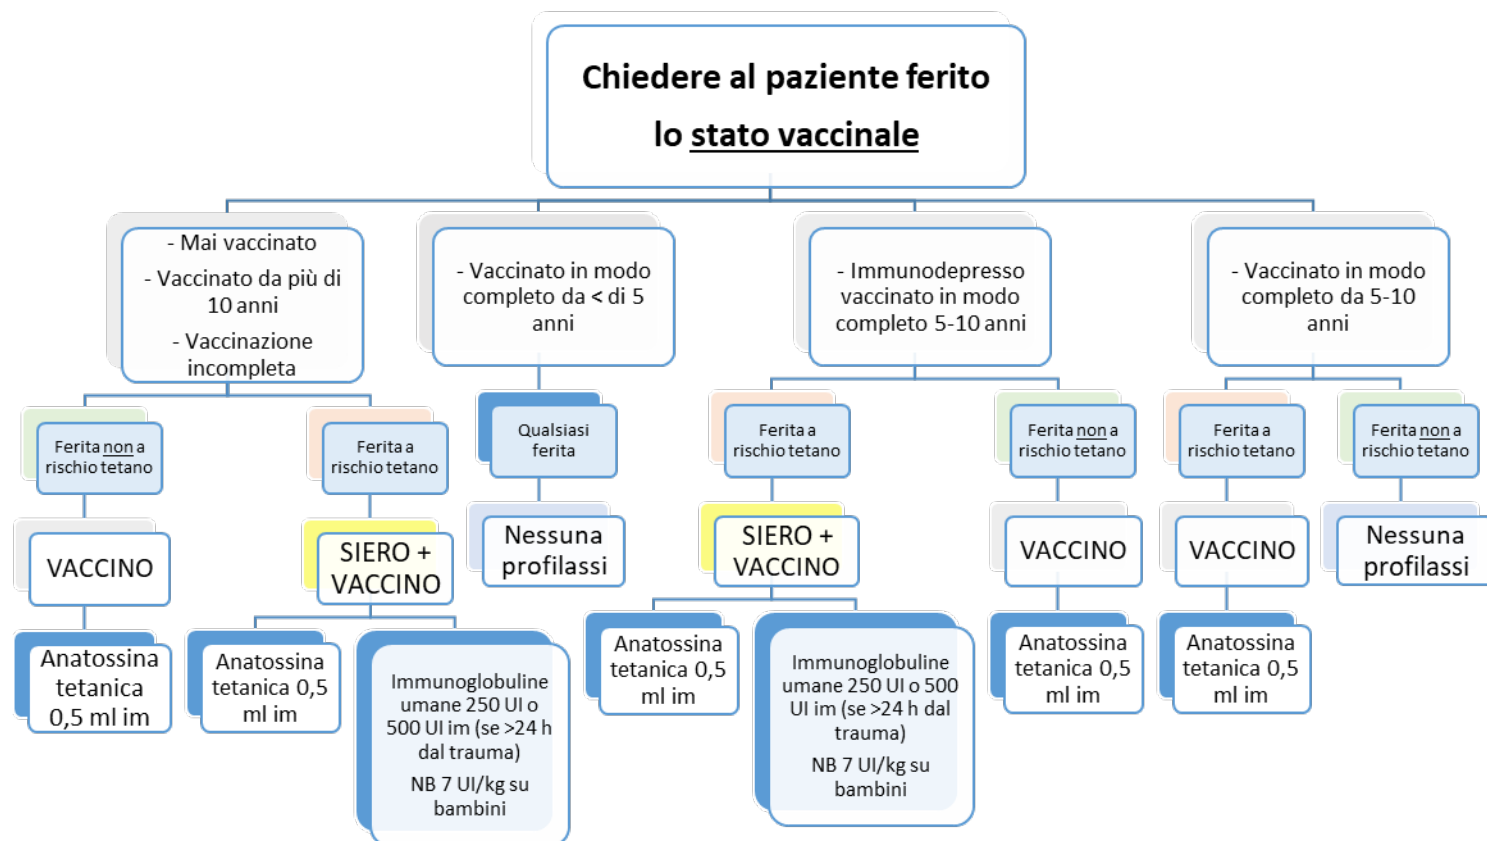 Chiedere al paziente ferito
lo stato vaccinale
- Mai vaccinato
- Vaccinato da più di
10 anni
- Vaccinazione
incompleta
- Vaccinato in modo
completo da < di 5
anni
- Immunodepresso
vaccinato in modo
completo 5-10 anni
- Vaccinato in modo
completo da 5-10
anni
Ferita non a
rischio tetano
Ferita a
rischio tetano
Qualsiasi
ferita
Ferita a
rischio tetano
Ferita non a
rischio tetano
Ferita a
rischio tetano
Ferita non a
rischio tetano
VACCINO
SIERO +
VACCINO
Nessuna
profilassi
SIERO +
VACCINO
VACCINO
VACCINO
Nessuna
profilassi
Anatossina
tetanica
0,5 ml im
Anatossina
tetanica 0,5
ml im
Immunoglobuline
umane 250 UI o
500 UI im (se >24 h
dal trauma)
NB 7 UI/kg su
bambini
Anatossina
tetanica 0,5
ml im
Immunoglobuline
umane 250 UI o 500
UI im (se >24 h dal
trauma)
NB 7 UI/kg su
bambini
Anatossina
tetanica 0,5
ml im
Anatossina
tetanica 0,5
ml im